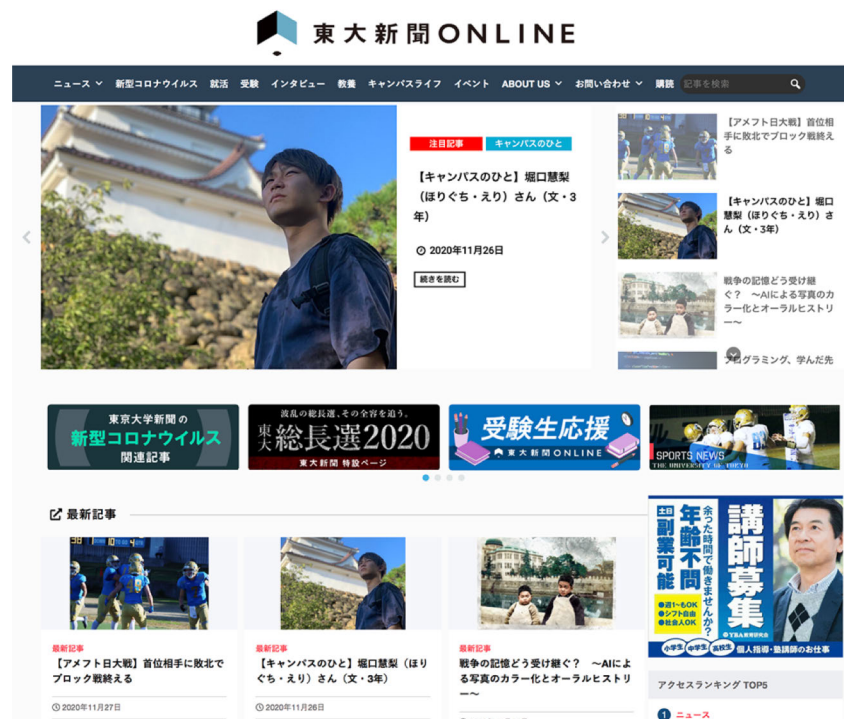 東大新聞ONLINE
ニュース 新型コロナウイルス 就活 受験 インタビュー 教養 キャンパスライフ イベント ABOUT US お問い合わせ 購読 記事を検索
注目記事 キャンパスのひと
【キャンパスのひと】堀口慧梨
（ほりぐち・えり）さん（文・3
年）
2020年11月26日
続きを読む
【アメフト日大戦】首位相
手に敗北でブロック戦終え
る
【キャンパスのひと】堀口
慧梨（ほりぐち・えり）さ
ん（文・3年）
戦争の記憶どう受け継
ぐ？ ～AIによる写真のカ
ラー化とオーラルヒストリ
ー～
プログラミング、学んだ先
東京大学新聞の
新型コロナウイルス
関連記事
波乱の総長選、その全容を追う。
東大総長選2020
東大新聞 特設ページ
受験生応援
東大新聞ONLINE
SPORTS NEWS
THE UNIVERSITY OF TOKYO
最新記事
最新記事
【アメフト日大戦】首位相手に敗北で
ブロック戦終える
2020年11月27日
最新記事
【キャンパスのひと】堀口慧梨（ほり
ぐち・えり）さん（文・3年）
2020年11月26日
最新記事
戦争の記憶どう受け継ぐ？ ～AIによ
る写真のカラー化とオーラルヒストリ
ー～
講師募集
余った時間で働きませんか？
年齢不問
土日
副業可能
●週1～もOK
●シフト自由
●社会人OK
小学生 中学生 高校生 個人指導・塾講師のお仕事
アクセスランキング TOP5
1 ニュース